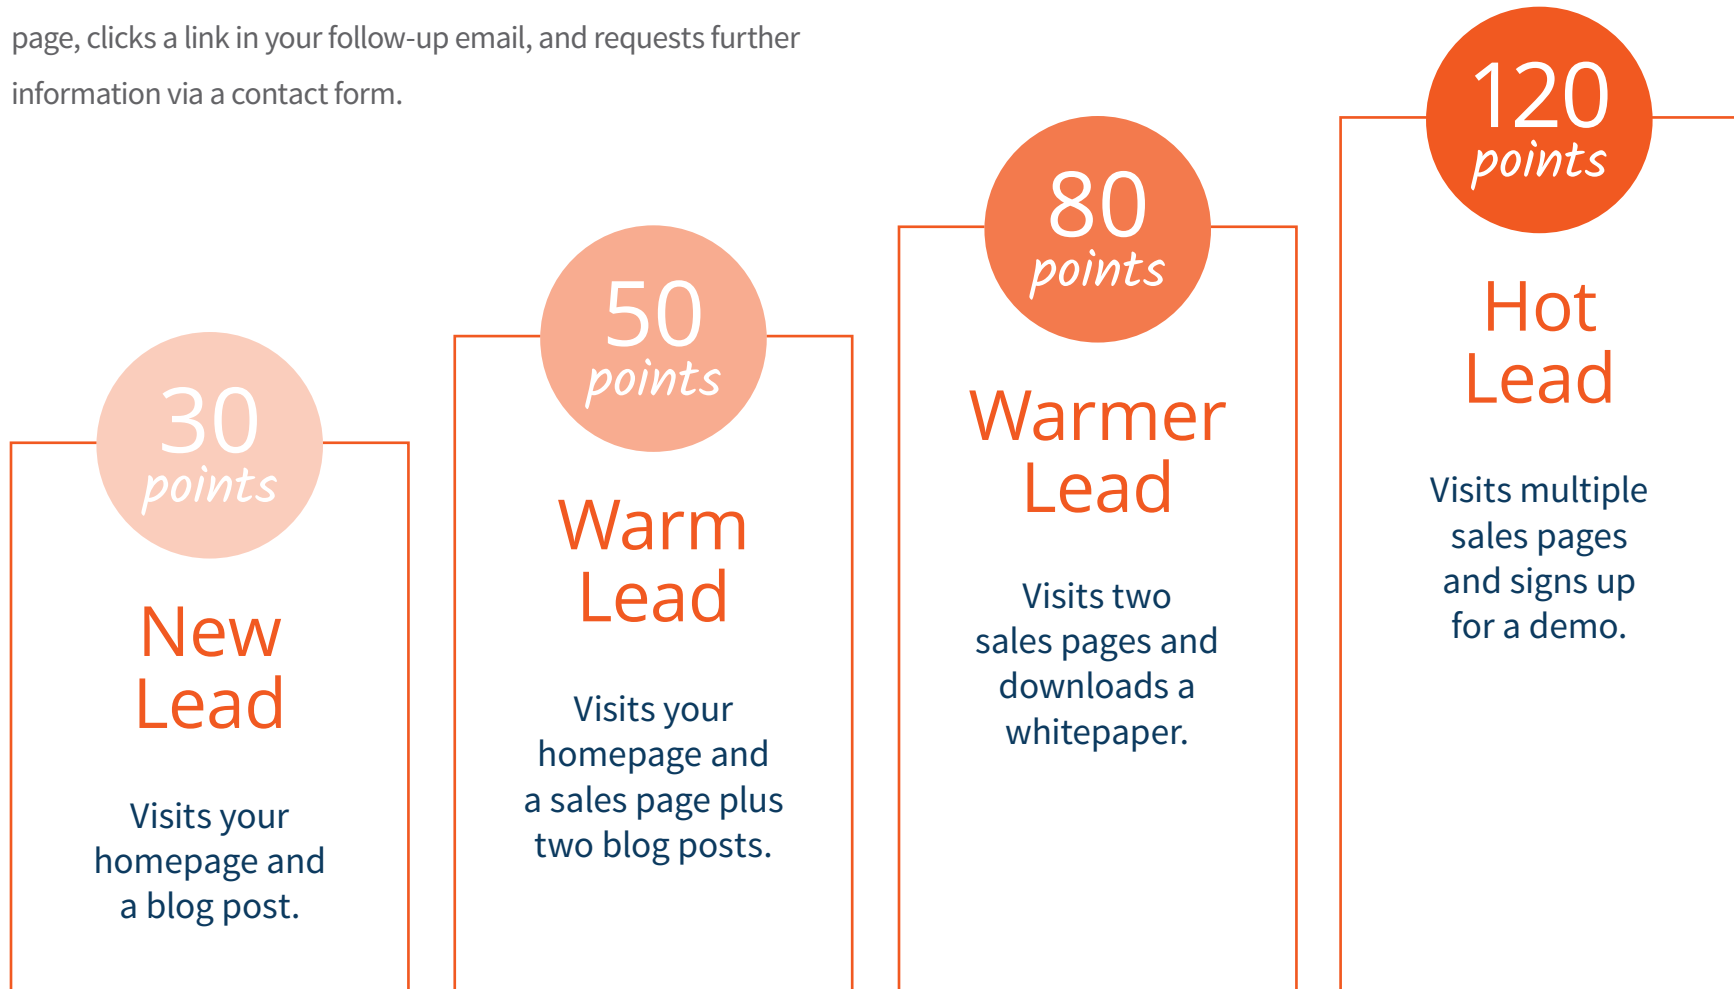 page, clicks a link in your follow-up email, and requests further
information via a contact form.
30
points
New
Lead
Visits your
homepage and
a blog post.
50
points
Warm
Lead
Visits your
homepage and
a sales page plus
two blog posts.
80
points
Warmer
Lead
Visits two
sales pages and
downloads a
whitepaper.
120
points
Hot
Lead
Visits multiple
sales pages
and signs up
for a demo.